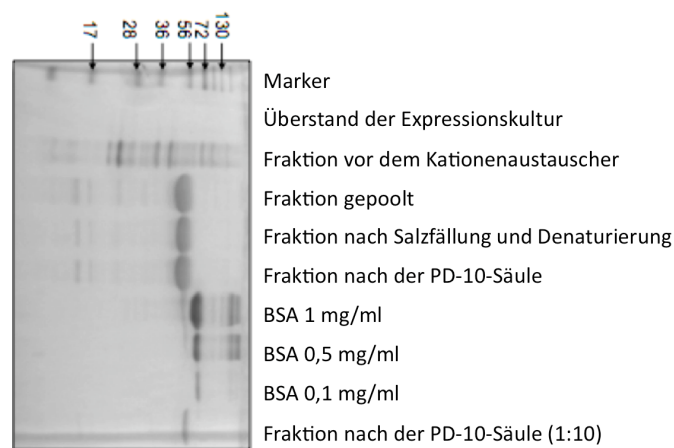 17 28 36 56 72 130
Marker
Überstand der Expressionskultur
Fraktion vor dem Kationenaustauscher
Fraktion gepoolt
Fraktion nach Salzfällung und Denaturierung
Fraktion nach der PD-10-Säule
BSA 1 mg/ml
BSA 0,5 mg/ml
BSA 0,1 mg/ml
Fraktion nach der PD-10-Säule (1:10)